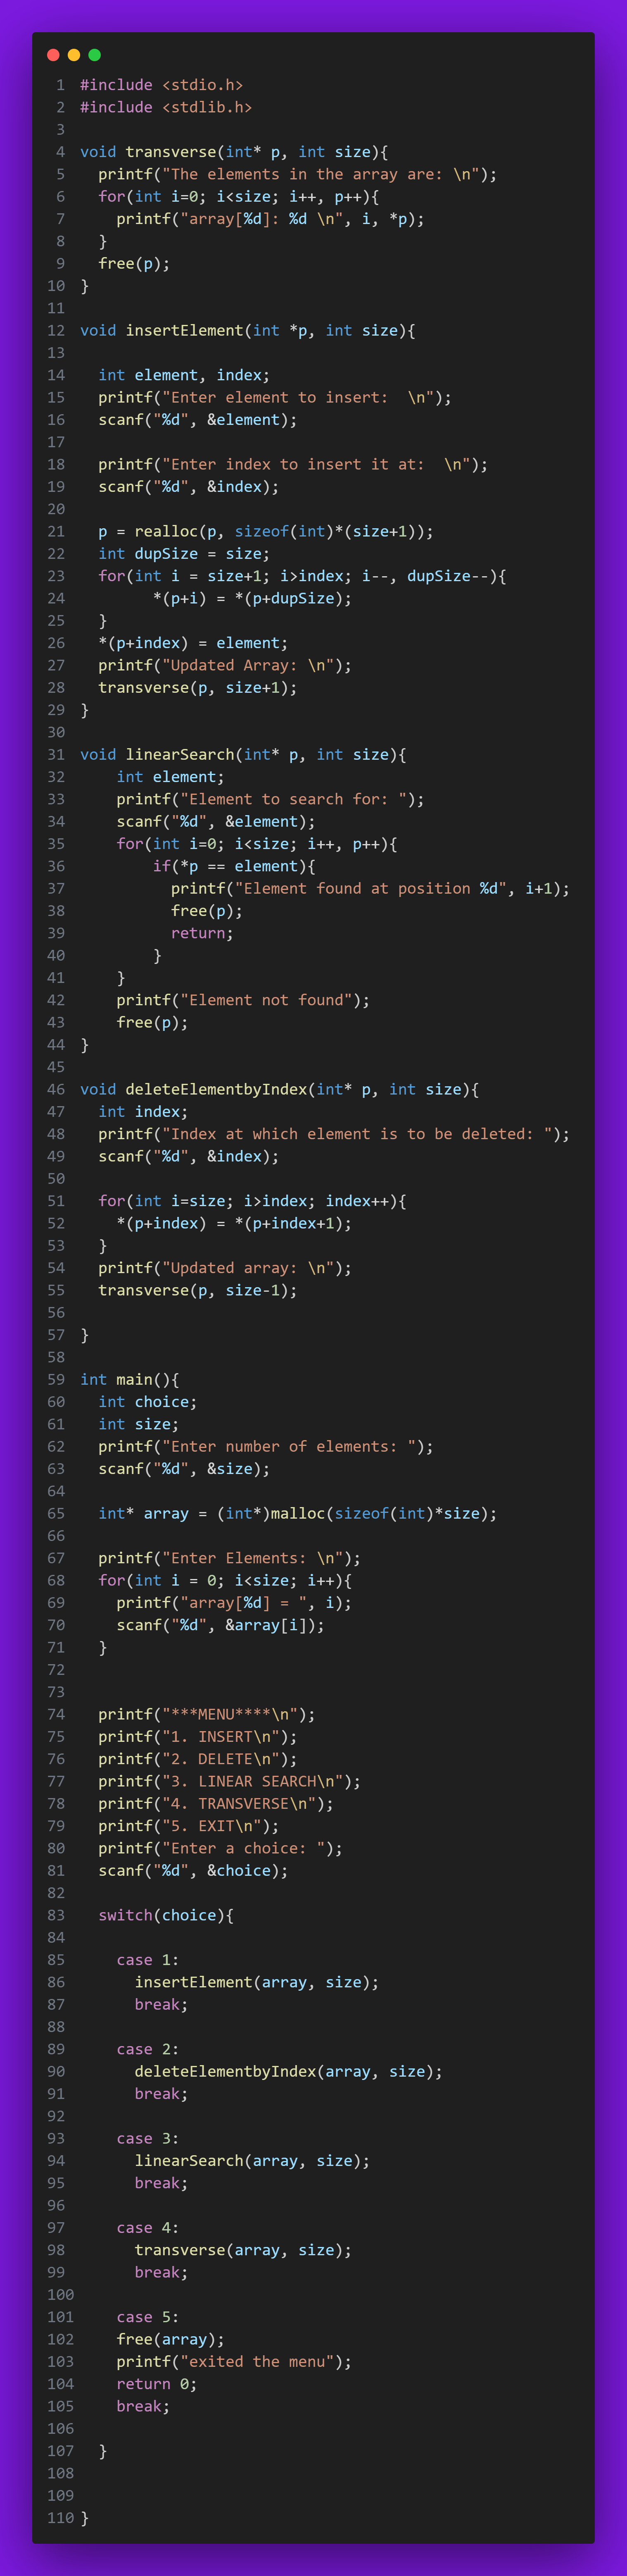 1 #include <stdio.h>
2 #include <stdlib.h>
3
4 void transverse(int* p, int size){
5   printf("The elements in the array are: \n");
6   for(int i=0; i<size; i++, p++){
7     printf("array[%d]: %d \n", i, *p);
8   }
9   free(p);
10 }
11
12 void insertElement(int *p, int size){
13
14   int element, index;
15   printf("Enter element to insert:  \n");
16   scanf("%d", &element);
17
18   printf("Enter index to insert it at:  \n");
19   scanf("%d", &index);
20
21   p = realloc(p, sizeof(int)*(size+1));
22   int dupSize = size;
23   for(int i = size+1; i>index; i--, dupSize--){
24         *(p+i) = *(p+dupSize);
25   }
26   *(p+index) = element;
27   printf("Updated Array: \n");
28   transverse(p, size+1);
29 }
30
31 void linearSearch(int* p, int size){
32     int element;
33     printf("Element to search for: ");
34     scanf("%d", &element);
35     for(int i=0; i<size; i++, p++){
36         if(*p == element){
37           printf("Element found at position %d", i+1);
38           free(p);
39           return;
40         }
41     }
42     printf("Element not found");
43     free(p);
44 }
45
46 void deleteElementbyIndex(int* p, int size){
47   int index;
48   printf("Index at which element is to be deleted: ");
49   scanf("%d", &index);
50
51   for(int i=size; i>index; index++){
52     *(p+index) = *(p+index+1);
53   }
54   printf("Updated array: \n");
55   transverse(p, size-1);
56
57 }
58
59 int main(){
60   int choice;
61   int size;
62   printf("Enter number of elements: ");
63   scanf("%d", &size);
64
65   int* array = (int*)malloc(sizeof(int)*size);
66
67   printf("Enter Elements: \n");
68   for(int i = 0; i<size; i++){
69     printf("array[%d] = ", i);
70     scanf("%d", &array[i]);
71   }
72
73
74   printf("***MENU****\n");
75   printf("1. INSERT\n");
76   printf("2. DELETE\n");
77   printf("3. LINEAR SEARCH\n");
78   printf("4. TRANSVERSE\n");
79   printf("5. EXIT\n");
80   printf("Enter a choice: ");
81   scanf("%d", &choice);
82
83   switch(choice){
84
85     case 1:
86       insertElement(array, size);
87       break;
88
89     case 2:
90       deleteElementbyIndex(array, size);
91       break;
92
93     case 3:
94       linearSearch(array, size);
95       break;
96
97     case 4:
98       transverse(array, size);
99       break;
100
101     case 5:
102     free(array);
103     printf("exited the menu");
104     return 0;
105     break;
106
107   }
108
109
110 }